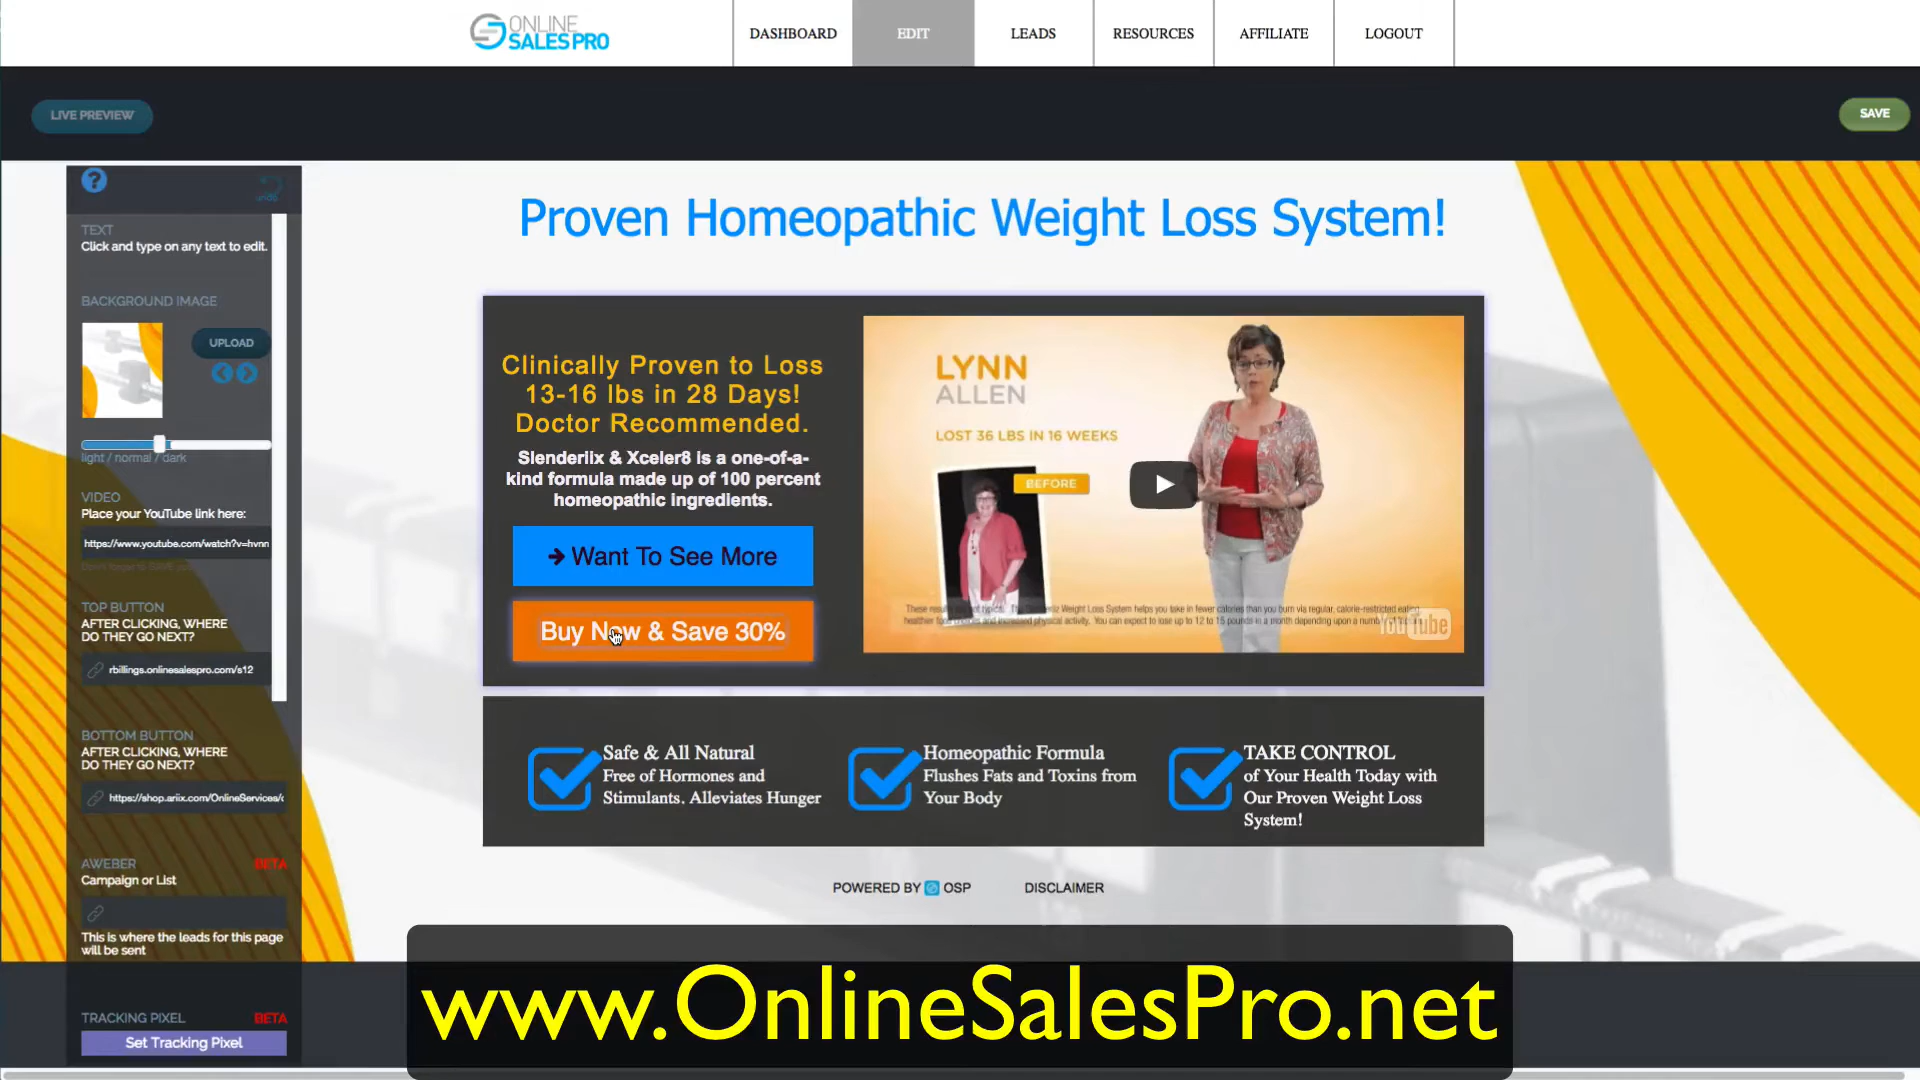 ONLINE
SALES PRO
DASHBOARD
EDIT
LEADS
RESOURCES
AFFILIATE
LOGOUT
LIVE PREVIEW
SAVE
?
TEXT
Click and type on any text to edit.
BACKGROUND IMAGE
UPLOAD
light / normal / dark
VIDEO
Place your YouTube link here:
https://www.youtube.com/watch?v=hvnn
TOP BUTTON
AFTER CLICKING, WHERE
DO THEY GO NEXT?
rbillings.onlinesalespro.com/s12
BOTTOM BUTTON
AFTER CLICKING, WHERE
DO THEY GO NEXT?
https://shop.ariix.com/OnlineServices/
AWEBER BETA
Campaign or List
This is where the leads for this page
will be sent
TRACKING PIXEL BETA
Set Tracking Pixel
Proven Homeopathic Weight Loss System!
Clinically Proven to Loss
13-16 lbs in 28 Days!
Doctor Recommended.
Slenderiix & Xceler8 is a one-of-a-
kind formula made up of 100 percent
homeopathic ingredients.
Want To See More
Buy Now & Save 30%
LYNN
ALLEN
LOST 36 LBS IN 16 WEEKS
BEFORE
YouTube
Safe & All Natural
Free of Hormones and
Stimulants. Alleviates Hunger
Homeopathic Formula
Flushes Fats and Toxins from
Your Body
TAKE CONTROL
of Your Health Today with
Our Proven Weight Loss
System!
POWERED BY OSP
DISCLAIMER
www.OnlineSalesPro.net